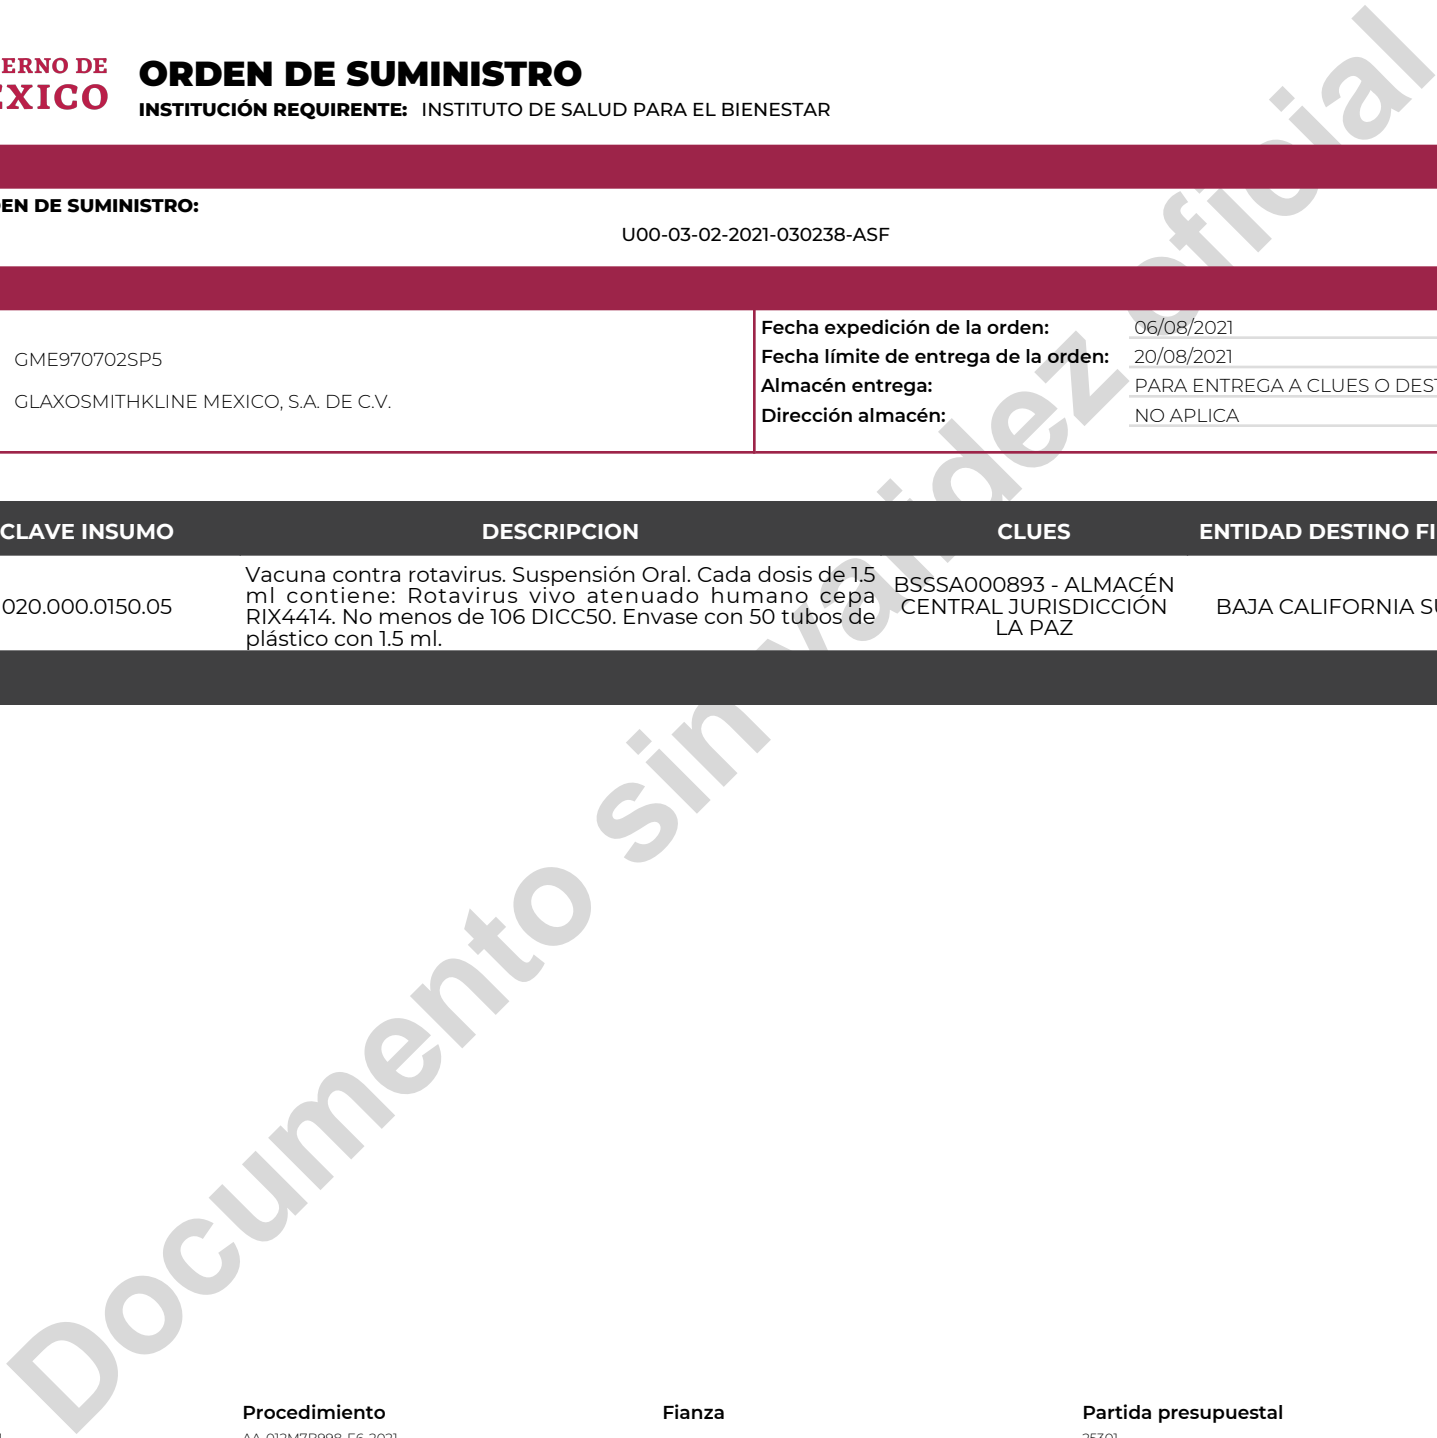 ORDEN DE SUMINISTRO
INSTITUCIÓN REQUIRENTE: INSTITUTO DE SALUD PARA EL BIENESTAR
ERNO DE
EXICO
EN DE SUMINISTRO:
U00-03-02-2021-030238-ASF
GME970702SP5
GLAXOSMITHKLINE MEXICO, S.A. DE C.V.
Fecha expedición de la orden: 06/08/2021
Fecha límite de entrega de la orden: 20/08/2021
Almacén entrega: PARA ENTREGA A CLUES O DEST
Dirección almacén: NO APLICA
CLAVE INSUMO DESCRIPCION CLUES ENTIDAD DESTINO FI
020.000.0150.05
Vacuna contra rotavirus. Suspensión Oral. Cada dosis de 1.5
ml contiene: Rotavirus vivo atenuado humano cepa
RIX4414. No menos de 106 DICC50. Envase con 50 tubos de
plástico con 1.5 ml.
BSSSA000893 - ALMACÉN
CENTRAL JURISDICCIÓN
LA PAZ
BAJA CALIFORNIA SU
Documento sin validez oficial
Procedimiento Fianza Partida presupuestal